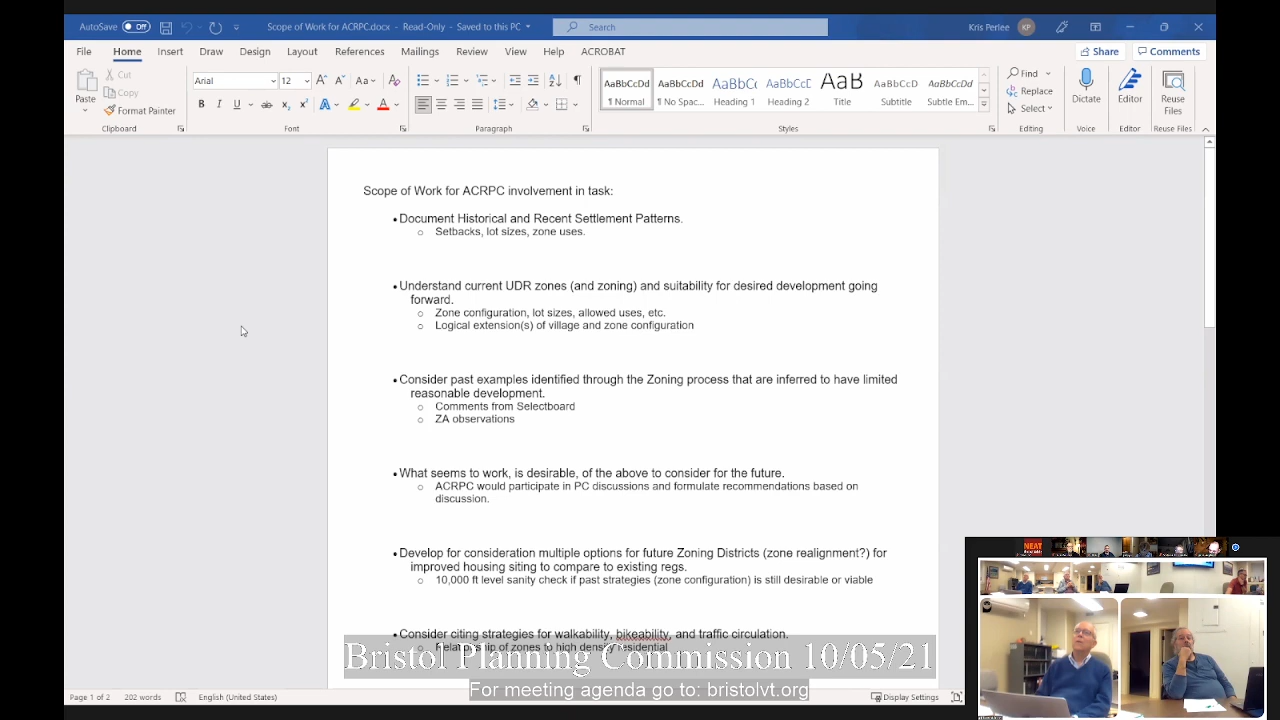 AutoSave Off Scope of Work for ACRPC.docx - Read-Only - Saved to this PC Search Kris Perlee KP
File Home Insert Draw Design Layout References Mailings Review View Help ACROBAT Share Comments
Paste Cut Copy Format Painter
Arial 12
AaBbCcDd AaBbCcDd AaBbCc AaBbCcD AaB AaBbCcD AaBbCcDd
¶ Normal ¶ No Spac... Heading 1 Heading 2 Title Subtitle Subtle Em...
Find Replace Select Dictate Editor Reuse Files
Clipboard Font Paragraph Styles Editing Voice Editor Reuse Files
Scope of Work for ACRPC involvement in task:
• Document Historical and Recent Settlement Patterns.
o Setbacks, lot sizes, zone uses.
• Understand current UDR zones (and zoning) and suitability for desired development going
forward.
o Zone configuration, lot sizes, allowed uses, etc.
o Logical extension(s) of village and zone configuration
• Consider past examples identified through the Zoning process that are inferred to have limited
reasonable development.
o Comments from Selectboard
o ZA observations
• What seems to work, is desirable, of the above to consider for the future.
o ACRPC would participate in PC discussions and formulate recommendations based on
discussion.
• Develop for consideration multiple options for future Zoning Districts (zone realignment?) for
improved housing siting to compare to existing regs.
o 10,000 ft level sanity check if past strategies (zone configuration) is still desirable or viable
• Consider citing strategies for walkability, bikeability, and traffic circulation.
o Relationship of zones to high density residential
Bristol Planning Commission 10/05/21
For meeting agenda go to: bristolvt.org
Page 1 of 2 202 words English (United States) Display Settings
NEAT